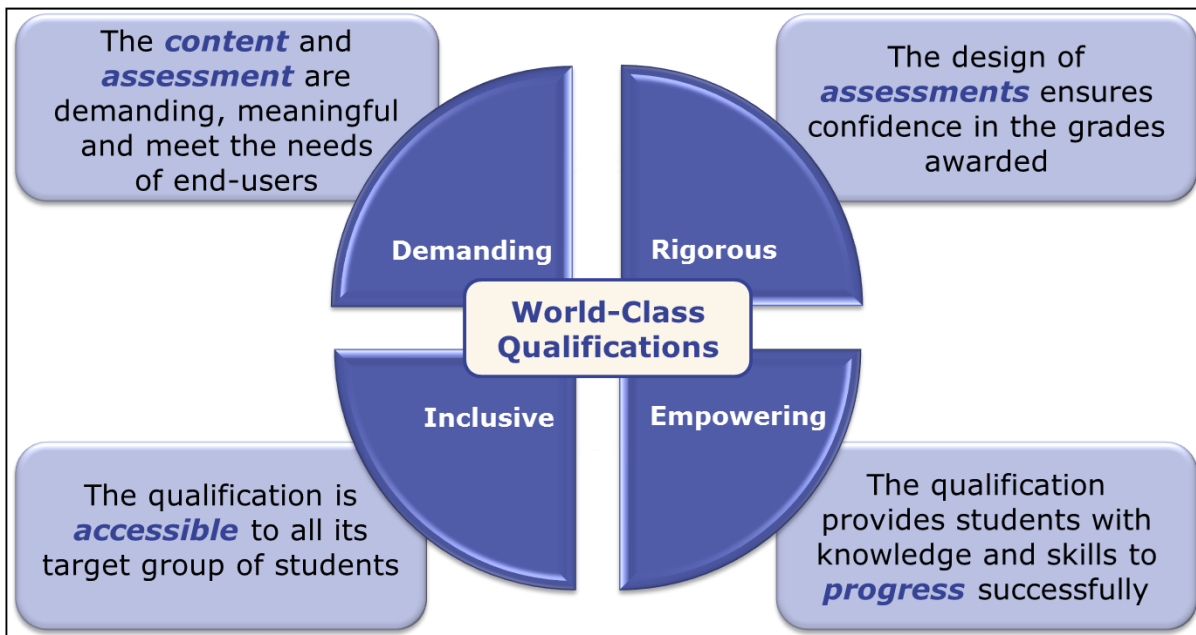 The content and
assessment are
demanding, meaningful
and meet the needs
of end-users
The design of
assessments ensures
confidence in the grades
awarded
Demanding
Rigorous
World-Class
Qualifications
Inclusive
Empowering
The qualification is
accessible to all its
target group of students
The qualification
provides students with
knowledge and skills to
progress successfully